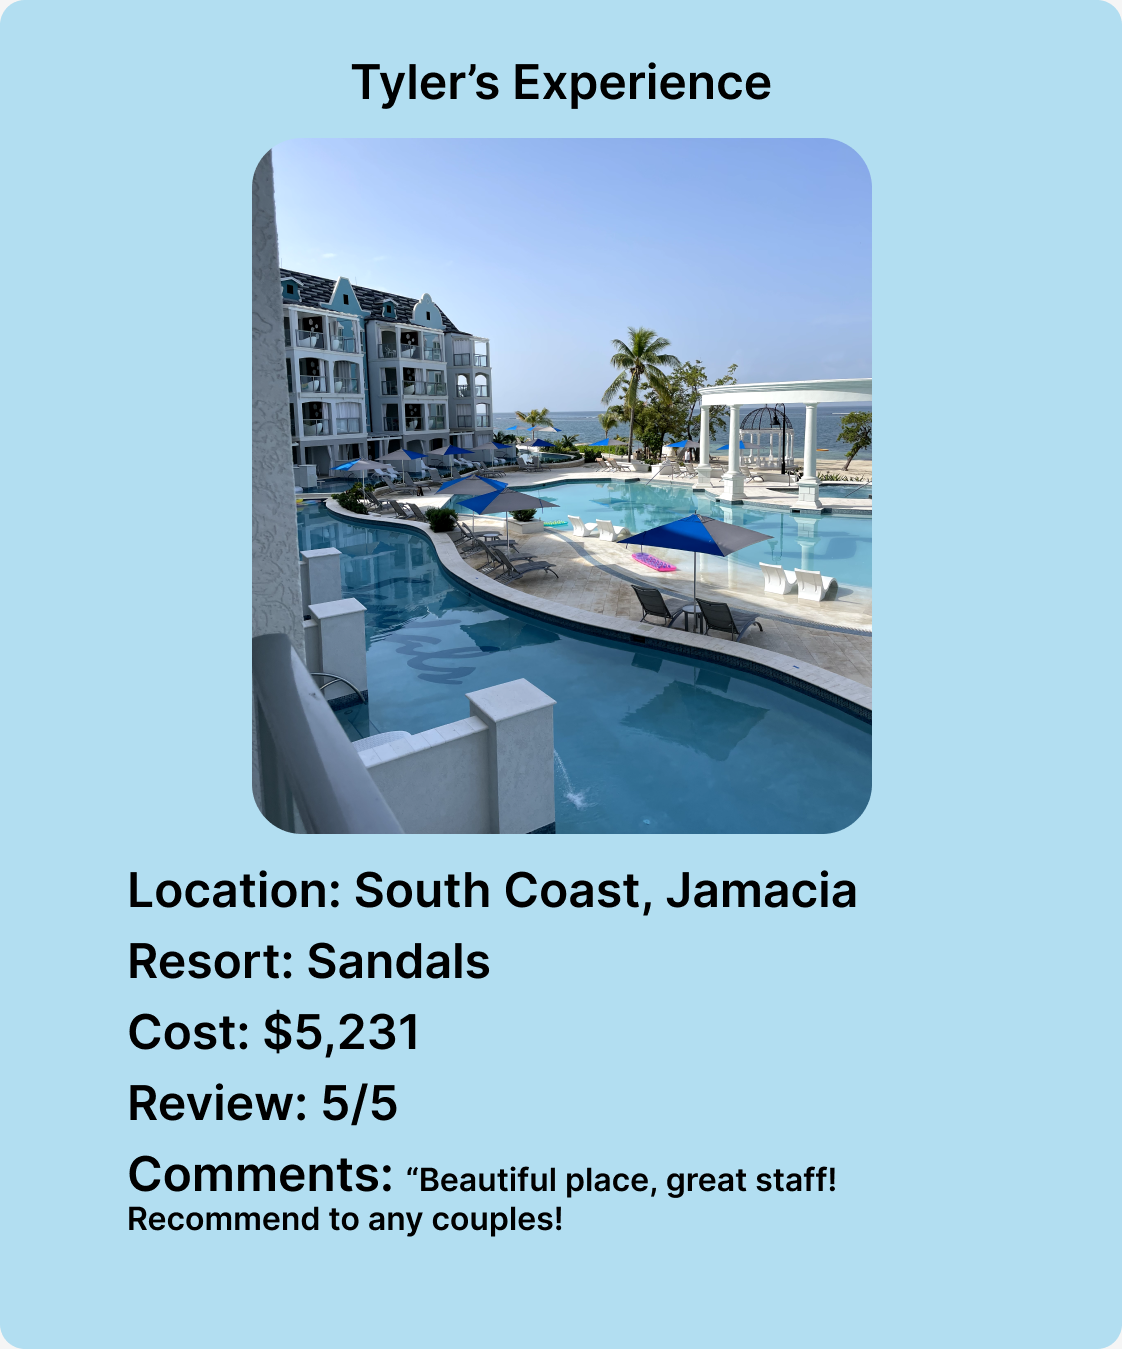 Tyler’s Experience
Location: South Coast, Jamacia
Resort: Sandals
Cost: $5,231
Review: 5/5
Comments: “Beautiful place, great staff!
Recommend to any couples!